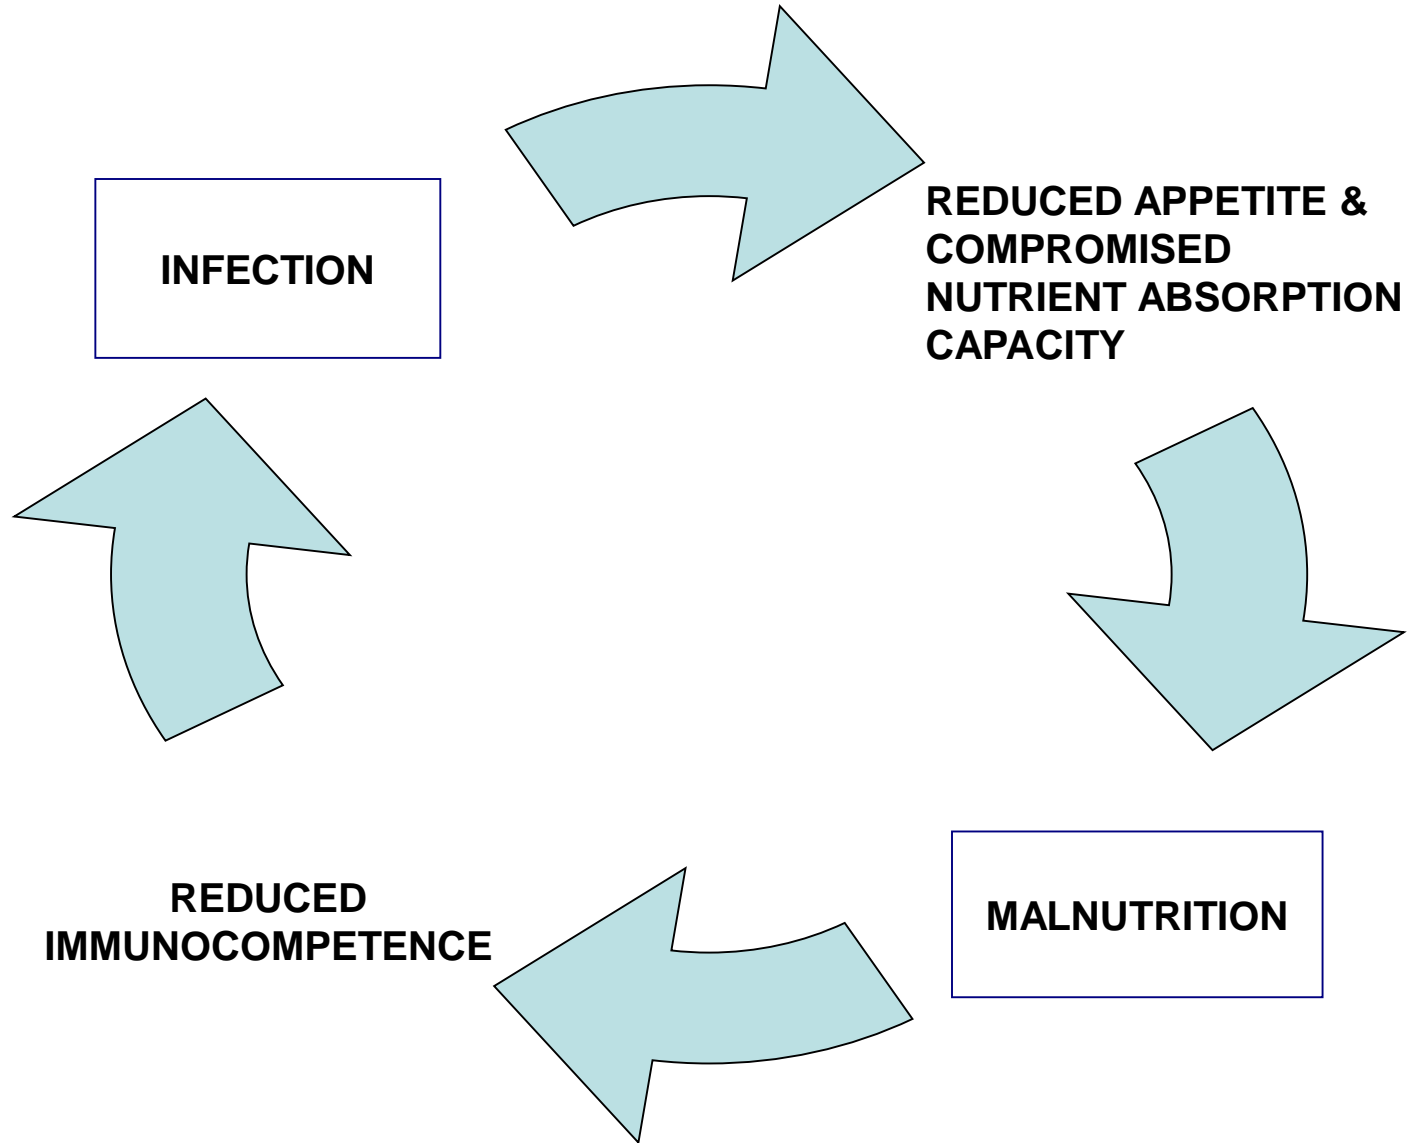 INFECTION
REDUCED APPETITE &
COMPROMISED
NUTRIENT ABSORPTION
CAPACITY
REDUCED
IMMUNOCOMPETENCE
MALNUTRITION